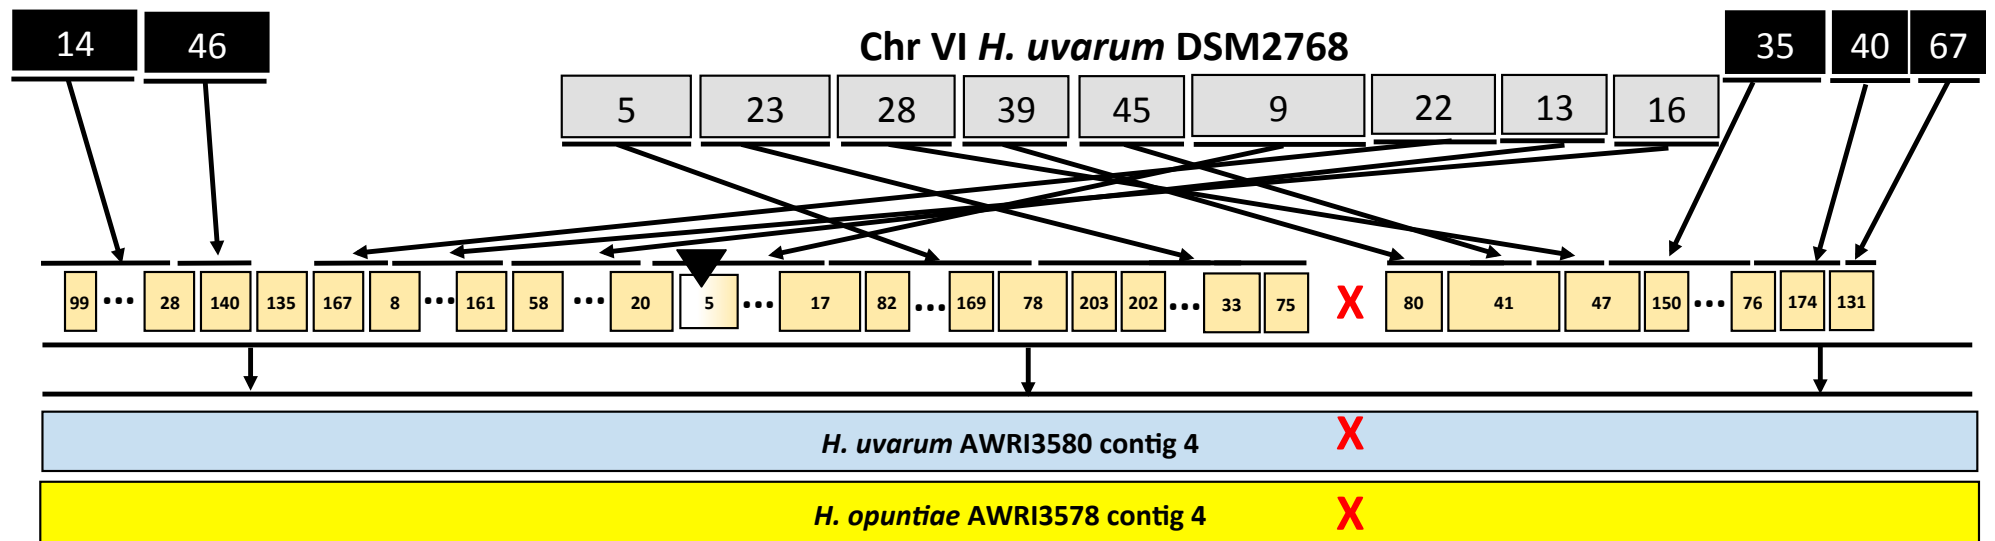 14 46 Chr VI H. uvarum DSM2768 35 40 67
5 23 28 39 45 9 22 13 16
99 ... 28 140 135 167 8 ... 161 58 ... 20 5 ... 17 82 ... 169 78 203 202 ... 33 75 X 80 41 47 150 ... 76 174 131
H. uvarum AWRI3580 contig 4 X
H. opuntiae AWRI3578 contig 4 X